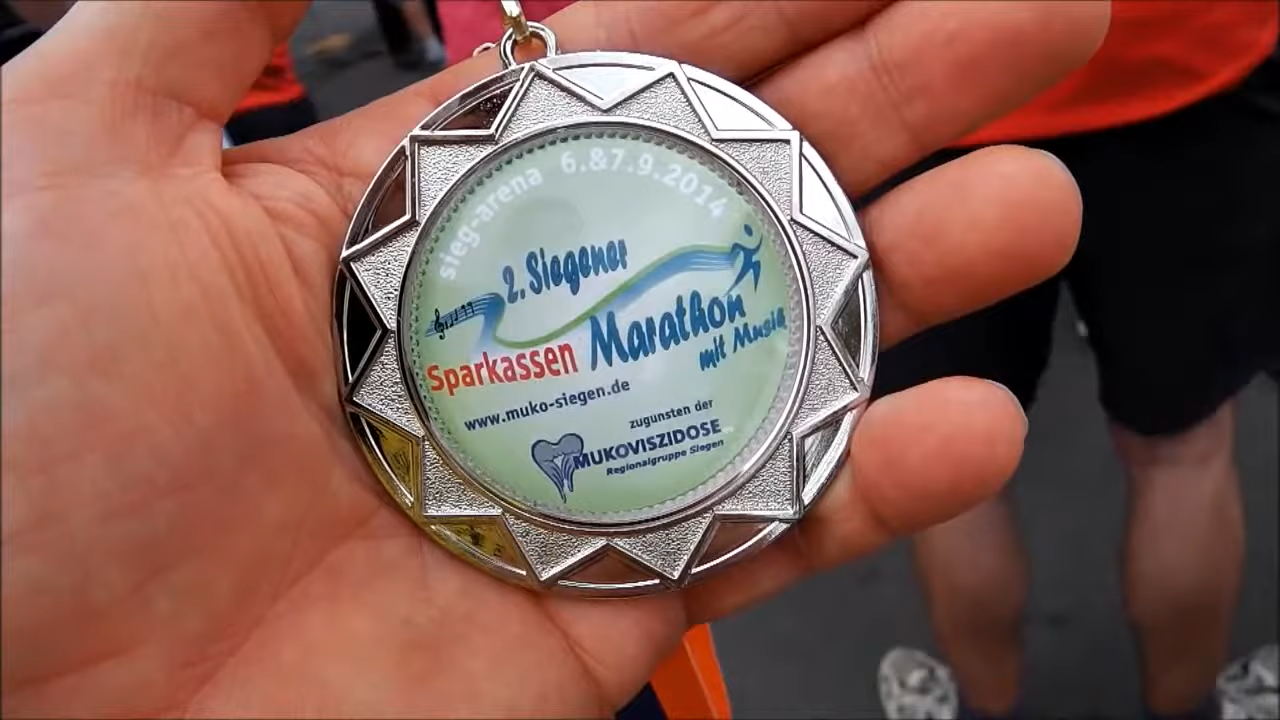 sieg-arena 6.&7.9.2014
2. Siegener
Sparkassen Marathon
mit Musik
www.muko-siegen.de
zugunsten der
MUKOVISZIDOSE
Regionalgruppe Siegen